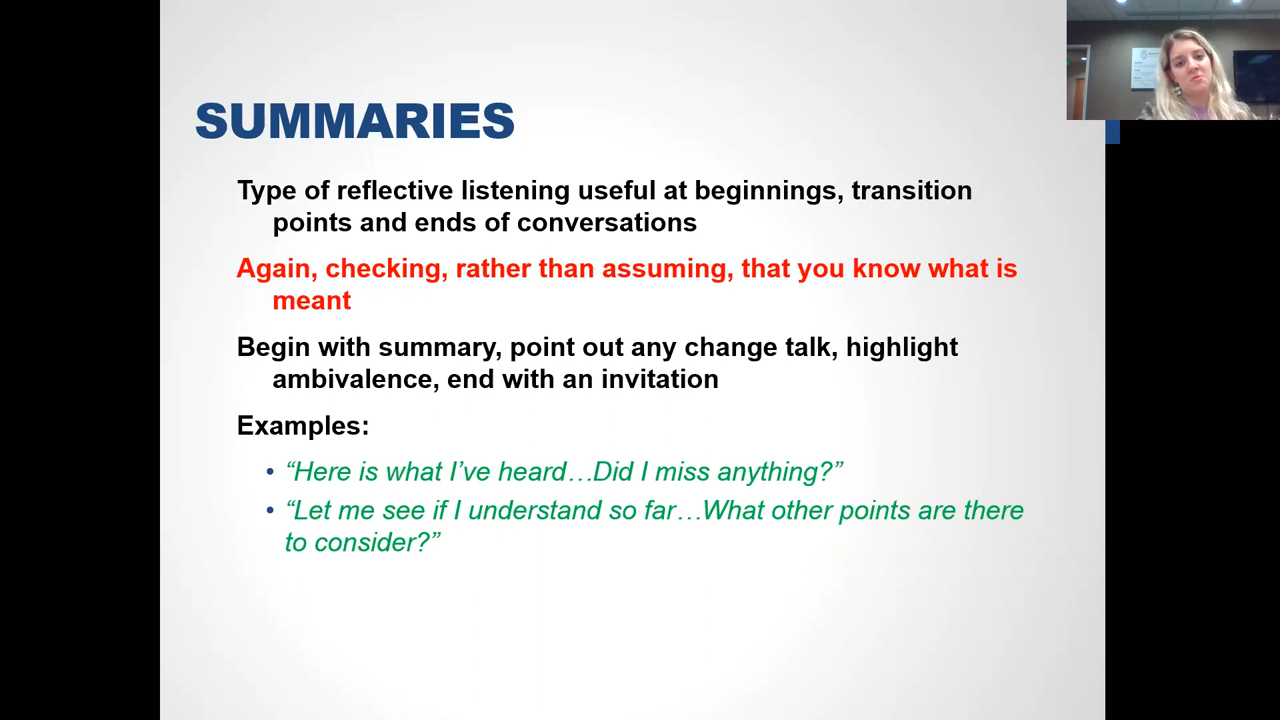 SUMMARIES
Type of reflective listening useful at beginnings, transition
points and ends of conversations
Again, checking, rather than assuming, that you know what is
meant
Begin with summary, point out any change talk, highlight
ambivalence, end with an invitation
Examples:
• “Here is what I’ve heard…Did I miss anything?”
• “Let me see if I understand so far…What other points are there
to consider?”